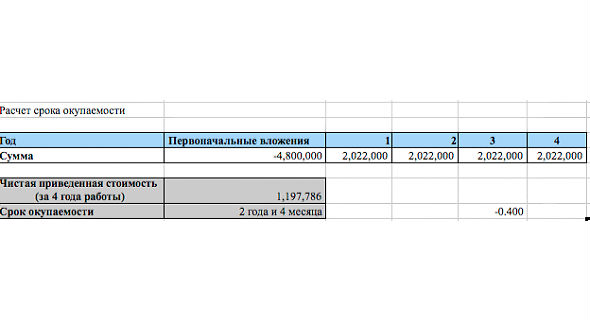 Расчет срока окупаемости
Год Первоначальные вложения 1 2 3 4
Сумма -4,800,000 2,022,000 2,022,000 2,022,000 2,022,000
Чистая приведенная стоимость
(за 4 года работы) 1,197,786
Срок окупаемости 2 года и 4 месяца -0.400